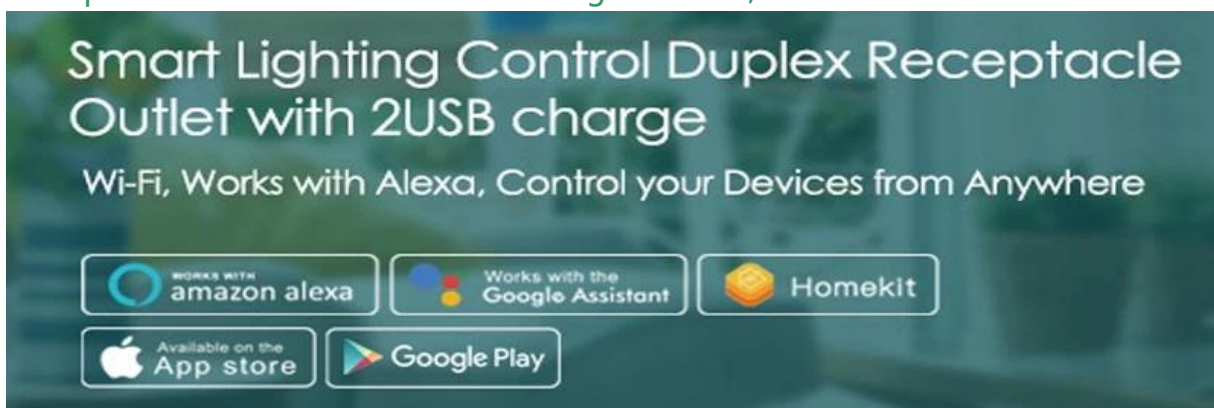 Smart Lighting Control Duplex Receptacle
Outlet with 2USB charge
Wi-Fi, Works with Alexa, Control your Devices from Anywhere
WORKS WITH
amazon alexa
Works with the
Google Assistant
Homekit
Available on the
App store
Google Play